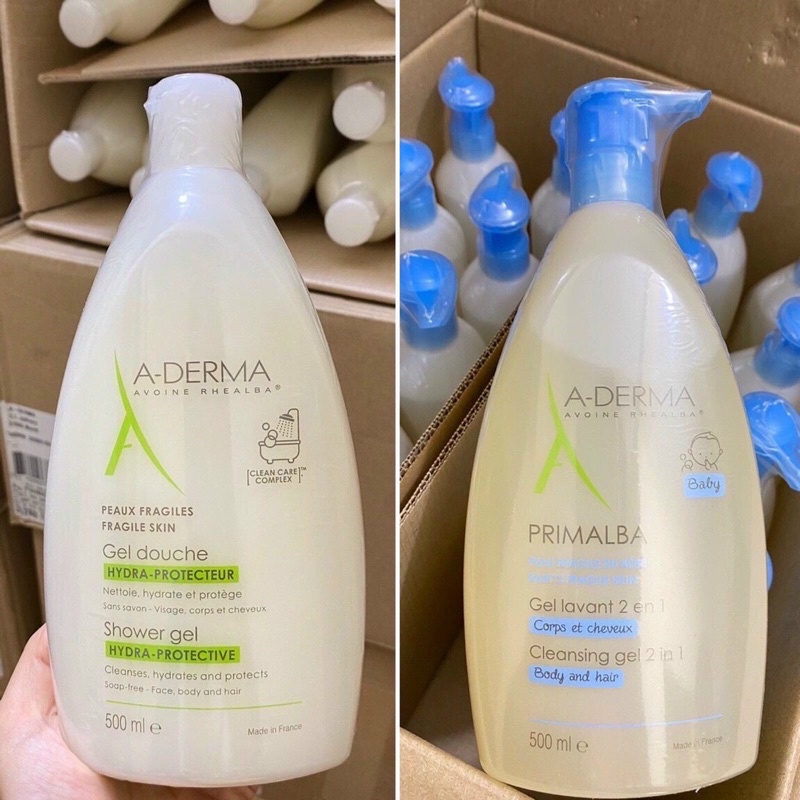 A-DERMA
AVOINE RHEALBA®
[CLEAN CARE]™
COMPLEX
PEAUX FRAGILES
FRAGILE SKIN
Gel douche
HYDRA-PROTECTEUR
Nettoie, hydrate et protège
Sans savon - Visage, corps et cheveux
Shower gel
HYDRA-PROTECTIVE
Cleanses, hydrates and protects
Soap-free - Face, body and hair
500 ml ℮
Made in France
A-DERMA
AVOINE RHEALBA®
Baby
PRIMALBA
Gel lavant 2 en 1
Corps et cheveux
Cleansing gel 2 in 1
Body and hair
500 ml ℮
Made in France